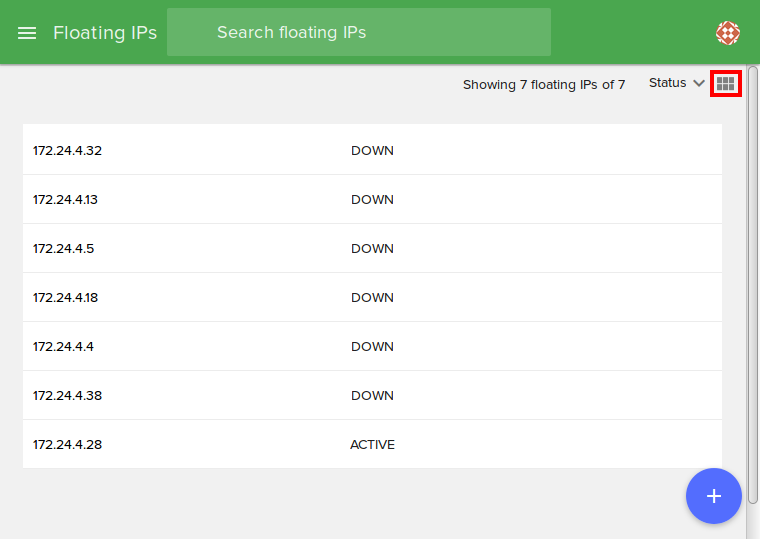 Floating IPs
Search floating IPs
Showing 7 floating IPs of 7
Status
172.24.4.32 DOWN
172.24.4.13 DOWN
172.24.4.5 DOWN
172.24.4.18 DOWN
172.24.4.4 DOWN
172.24.4.38 DOWN
172.24.4.28 ACTIVE
+